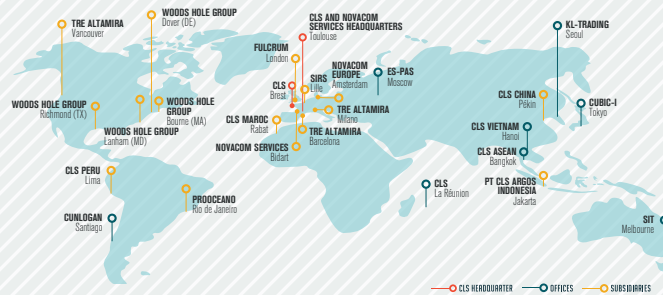 WOODS HOLE GROUP
Dover (DE)
TRE ALTAMIRA
Vancouver
CLS AND NOVACOM
SERVICES HEADQUARTERS
Toulouse
KL-TRADING
Seoul
FULCRUM
London
NOVACOM
EUROPE
Amsterdam
ES-PAS
Moscow
SIRS
Lille
CLS
Brest
CLS CHINA
Pékin
CUBIC-I
Tokyo
WOODS HOLE GROUP
Richmond (TX)
WOODS HOLE
GROUP
Bourne (MA)
WOODS HOLE GROUP
Lanham (MD)
CLS MAROC
Rabat
TRE ALTAMIRA
Milano
TRE ALTAMIRA
Barcelona
NOVACOM SERVICES
Bidart
CLS VIETNAM
Hanoï
CLS ASEAN
Bangkok
CLS PERU
Lima
PROOCEANO
Rio de Janeiro
CLS
La Réunion
PT CLS ARGOS
INDONESIA
Jakarta
CUNLOGAN
Santiago
SIT
Melbourne
CLS HEADQUARTER
OFFICES
SUBSIDIARIES